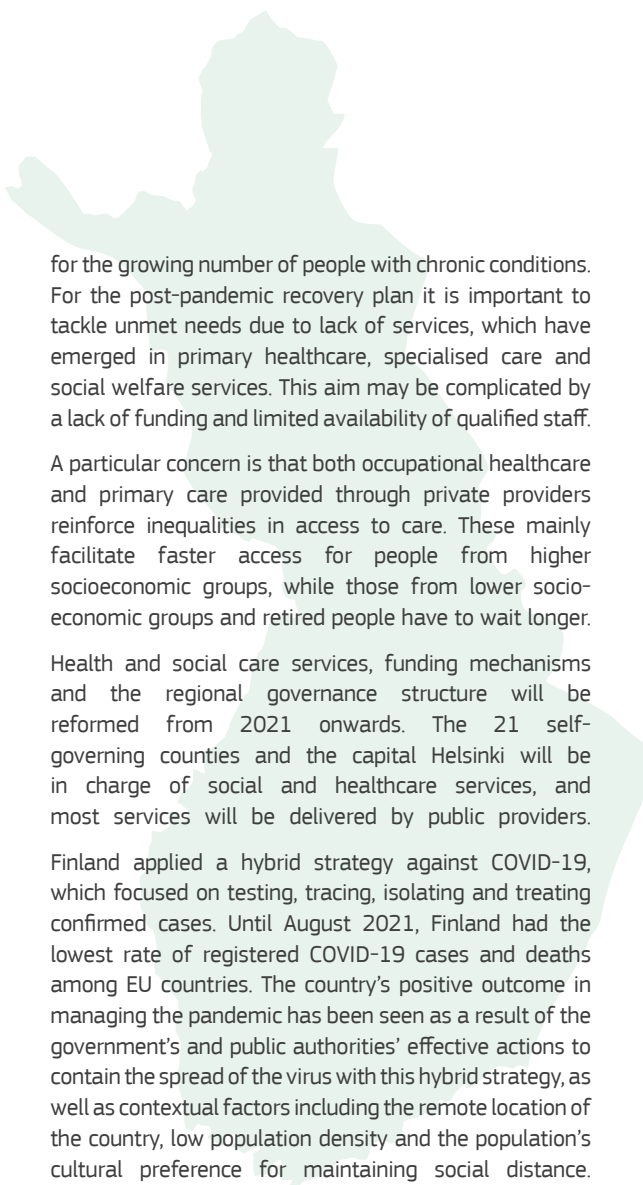 for the growing number of people with chronic conditions.
For the post-pandemic recovery plan it is important to
tackle unmet needs due to lack of services, which have
emerged in primary healthcare, specialised care and
social welfare services. This aim may be complicated by
a lack of funding and limited availability of qualified staff.
A particular concern is that both occupational healthcare
and primary care provided through private providers
reinforce inequalities in access to care. These mainly
facilitate faster access for people from higher
socioeconomic groups, while those from lower socio-
economic groups and retired people have to wait longer.
Health and social care services, funding mechanisms
and the regional governance structure will be
reformed from 2021 onwards. The 21 self-
governing counties and the capital Helsinki will be
in charge of social and healthcare services, and
most services will be delivered by public providers.
Finland applied a hybrid strategy against COVID-19,
which focused on testing, tracing, isolating and treating
confirmed cases. Until August 2021, Finland had the
lowest rate of registered COVID-19 cases and deaths
among EU countries. The country’s positive outcome in
managing the pandemic has been seen as a result of the
government’s and public authorities’ effective actions to
contain the spread of the virus with this hybrid strategy, as
well as contextual factors including the remote location of
the country, low population density and the population’s
cultural preference for maintaining social distance.